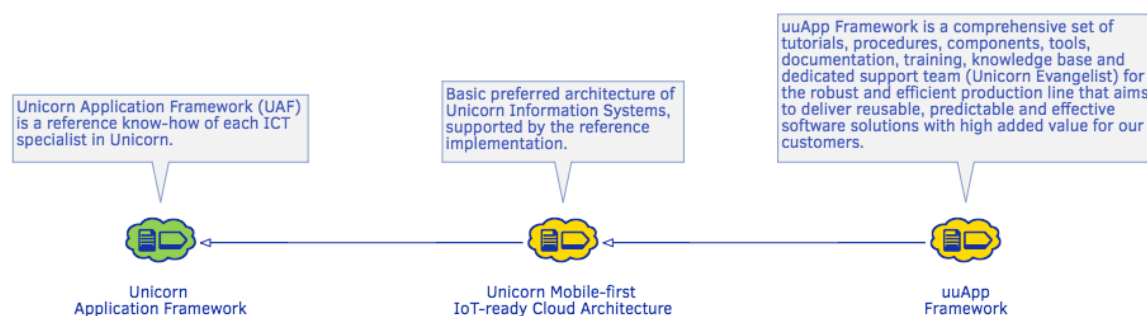 Unicorn Application Framework (UAF)
is a reference know-how of each ICT
specialist in Unicorn.
Basic preferred architecture of
Unicorn Information Systems,
supported by the reference
implementation.
uuApp Framework is a comprehensive set of
tutorials, procedures, components, tools,
documentation, training, knowledge base and
dedicated support team (Unicorn Evangelist) for
the robust and efficient production line that aims
to deliver reusable, predictable and effective
software solutions with high added value for our
customers.
Unicorn
Application Framework
Unicorn Mobile-first
IoT-ready Cloud Architecture
uuApp
Framework